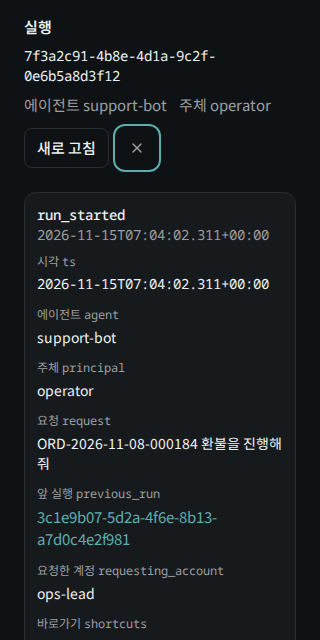 실행
7f3a2c91-4b8e-4d1a-9c2f-
0e6b5a8d3f12
에이전트 support-bot 주체 operator
새로 고침 ×
run_started
2026-11-15T07:04:02.311+00:00
시각 ts
2026-11-15T07:04:02.311+00:00
에이전트 agent
support-bot
주체 principal
operator
요청 request
ORD-2026-11-08-000184 환불을 진행해
줘
앞 실행 previous_run
3c1e9b07-5d2a-4f6e-8b13-
a7d0c4e2f981
요청한 계정 requesting_account
ops-lead
바로가기 shortcuts